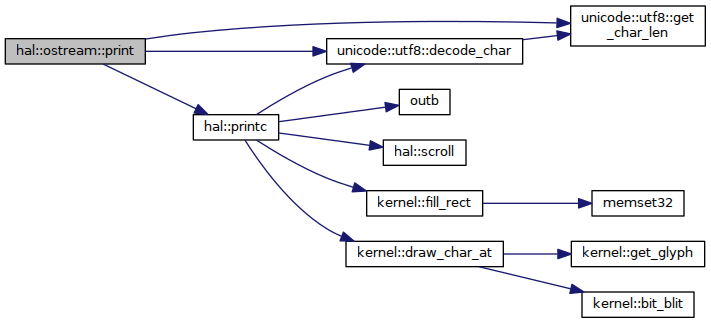 hal::ostream::print
unicode::utf8::get
_char_len
unicode::utf8::decode_char
hal::printc
outb
hal::scroll
kernel::fill_rect
memset32
kernel::draw_char_at
kernel::get_glyph
kernel::bit_blit